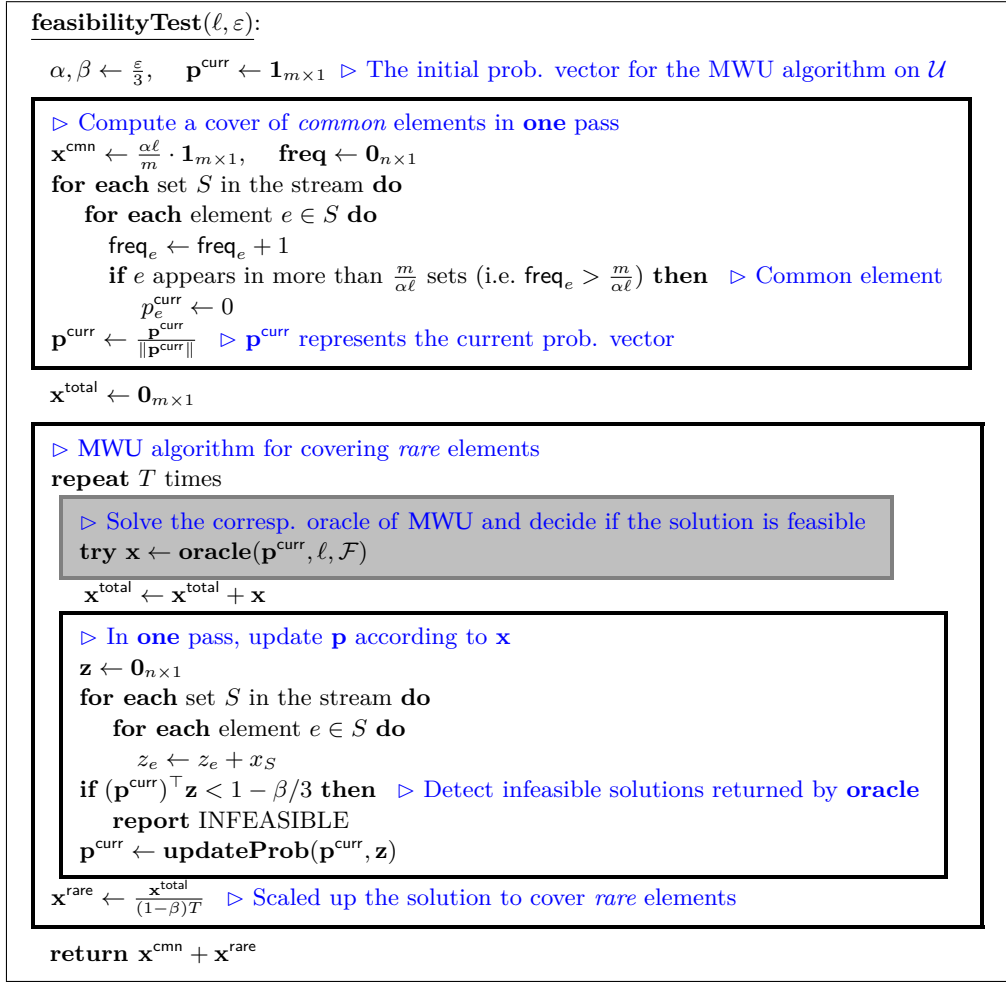 feasibilityTest(ℓ, ε):
α, β ← ε/3, p^curr ← 1_{m×1} ▷ The initial prob. vector for the MWU algorithm on 𝒰
▷ Compute a cover of common elements in one pass
x^cmn ← αℓ/m · 1_{m×1}, freq ← 0_{n×1}
for each set S in the stream do
for each element e ∈ S do
freq_e ← freq_e + 1
if e appears in more than m/αℓ sets (i.e. freq_e > m/αℓ) then ▷ Common element
p_e^curr ← 0
p^curr ← p^curr/‖p^curr‖ ▷ p^curr represents the current prob. vector
x^total ← 0_{m×1}
▷ MWU algorithm for covering rare elements
repeat T times
▷ Solve the corresp. oracle of MWU and decide if the solution is feasible
try x ← oracle(p^curr, ℓ, ℱ)
x^total ← x^total + x
▷ In one pass, update p according to x
z ← 0_{n×1}
for each set S in the stream do
for each element e ∈ S do
z_e ← z_e + x_S
if (p^curr)^⊤ z < 1 − β/3 then ▷ Detect infeasible solutions returned by oracle
report INFEASIBLE
p^curr ← updateProb(p^curr, z)
x^rare ← x^total/(1−β)T ▷ Scaled up the solution to cover rare elements
return x^cmn + x^rare